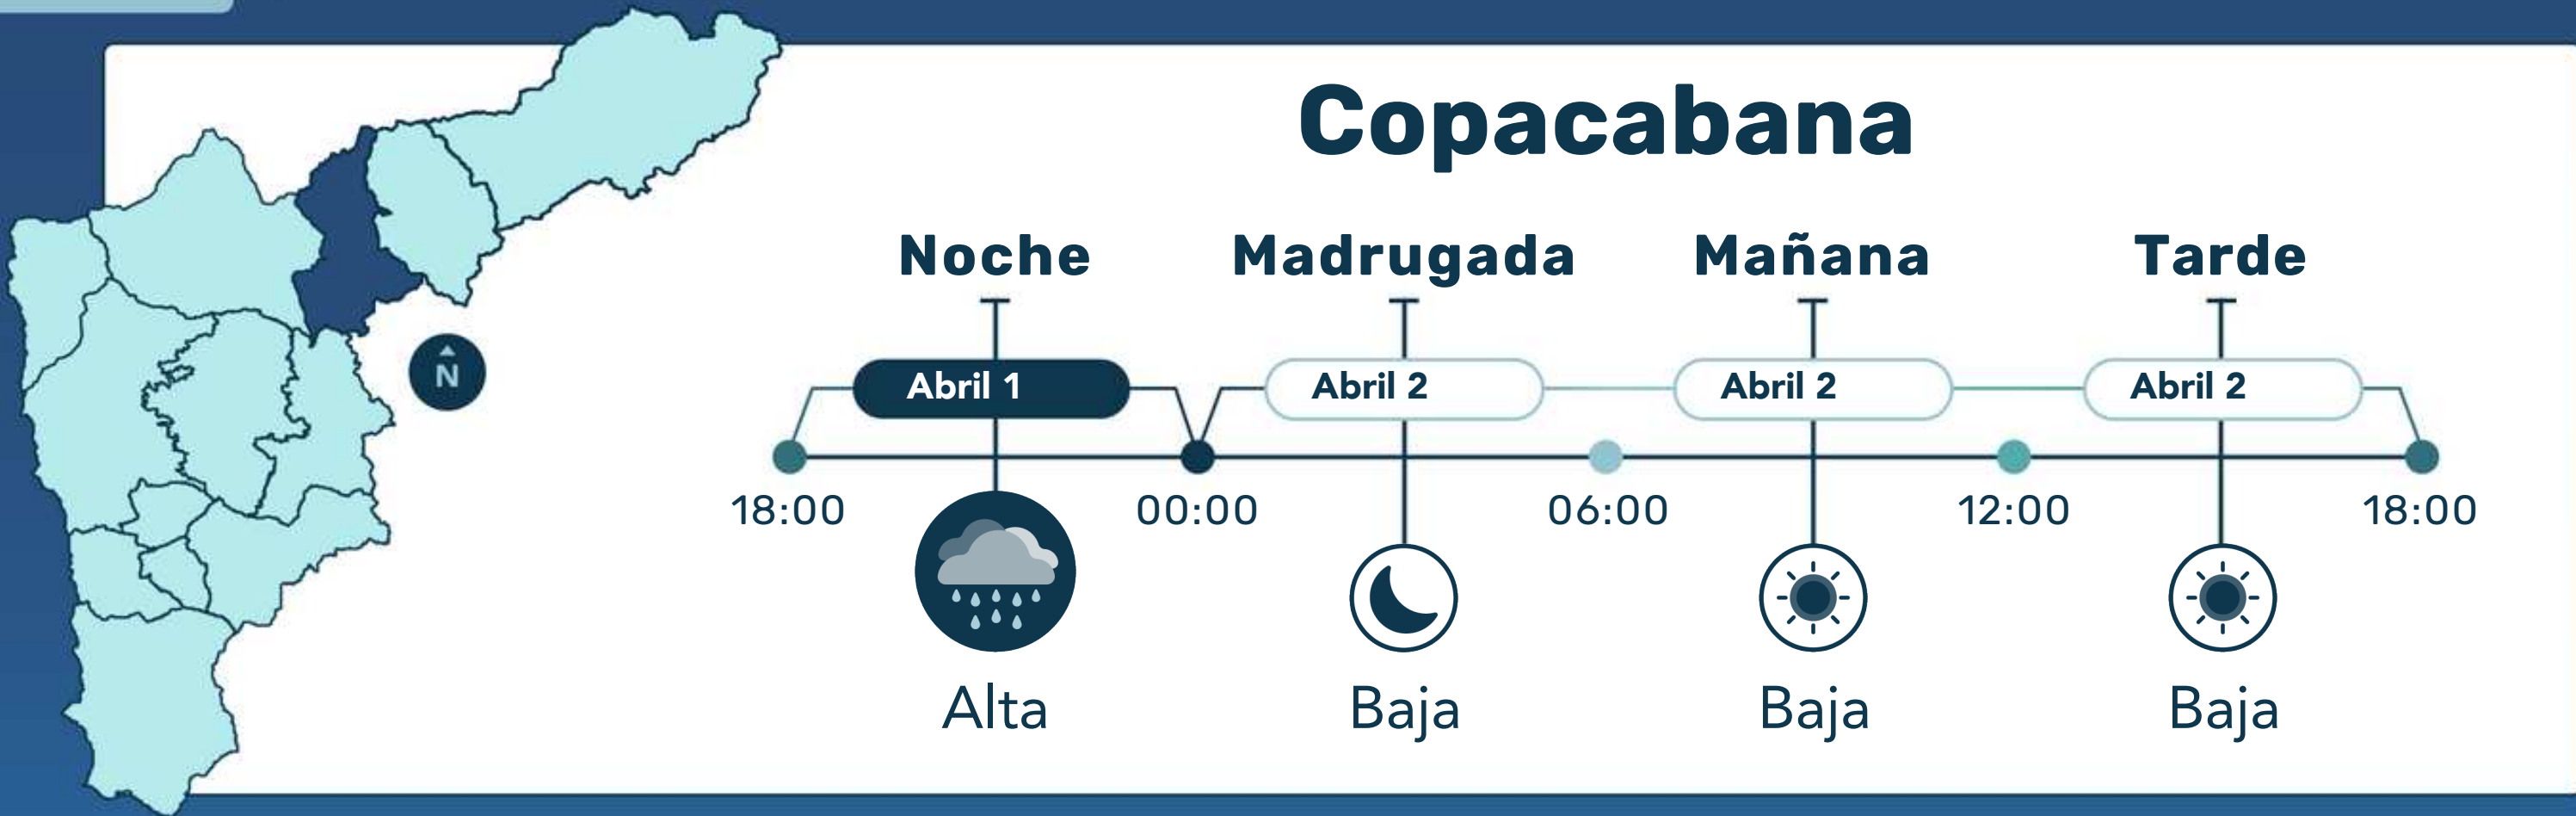 Copacabana
Noche Madrugada Mañana Tarde
Abril 1 Abril 2 Abril 2 Abril 2
N
18:00 00:00 06:00 12:00 18:00
Alta Baja Baja Baja